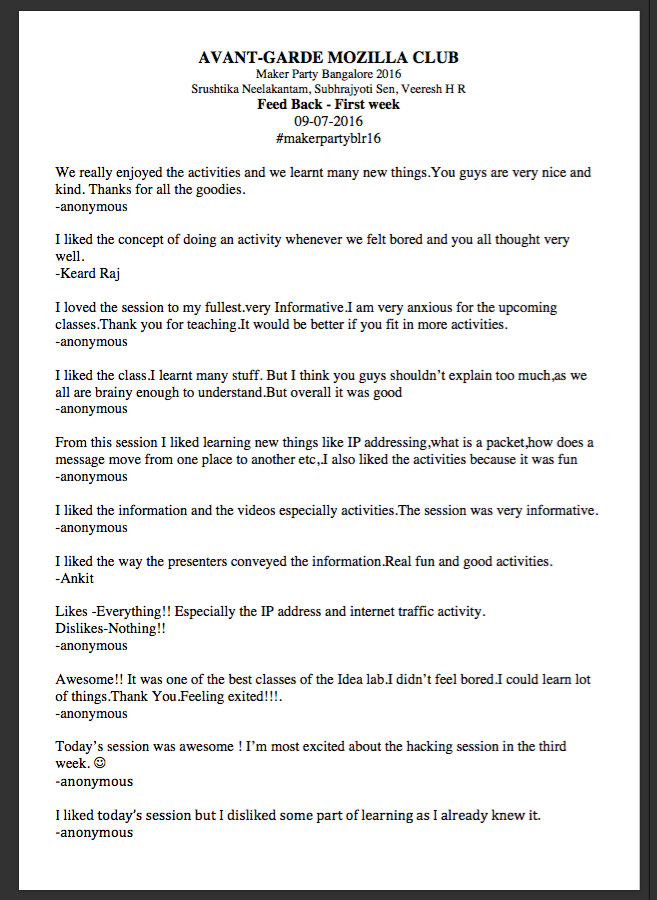 AVANT-GARDE MOZILLA CLUB
Maker Party Bangalore 2016
Srushtika Neelakantam, Subhrajyoti Sen, Veeresh H R
Feed Back - First week
09-07-2016
#makerpartyblr16
We really enjoyed the activities and we learnt many new things.You guys are very nice and
kind. Thanks for all the goodies.
-anonymous
I liked the concept of doing an activity whenever we felt bored and you all thought very
well.
-Keard Raj
I loved the session to my fullest.very Informative.I am very anxious for the upcoming
classes.Thank you for teaching.It would be better if you fit in more activities.
-anonymous
I liked the class.I learnt many stuff. But I think you guys shouldn’t explain too much,as we
all are brainy enough to understand.But overall it was good
-anonymous
From this session I liked learning new things like IP addressing,what is a packet,how does a
message move from one place to another etc,.I also liked the activities because it was fun
-anonymous
I liked the information and the videos especially activities.The session was very informative.
-anonymous
I liked the way the presenters conveyed the information.Real fun and good activities.
-Ankit
Likes -Everything!! Especially the IP address and internet traffic activity.
Dislikes-Nothing!!
-anonymous
Awesome!! It was one of the best classes of the Idea lab.I didn’t feel bored.I could learn lot
of things.Thank You.Feeling exited!!!.
-anonymous
Today’s session was awesome ! I’m most excited about the hacking session in the third
week. ☺
-anonymous
I liked today’s session but I disliked some part of learning as I already knew it.
-anonymous